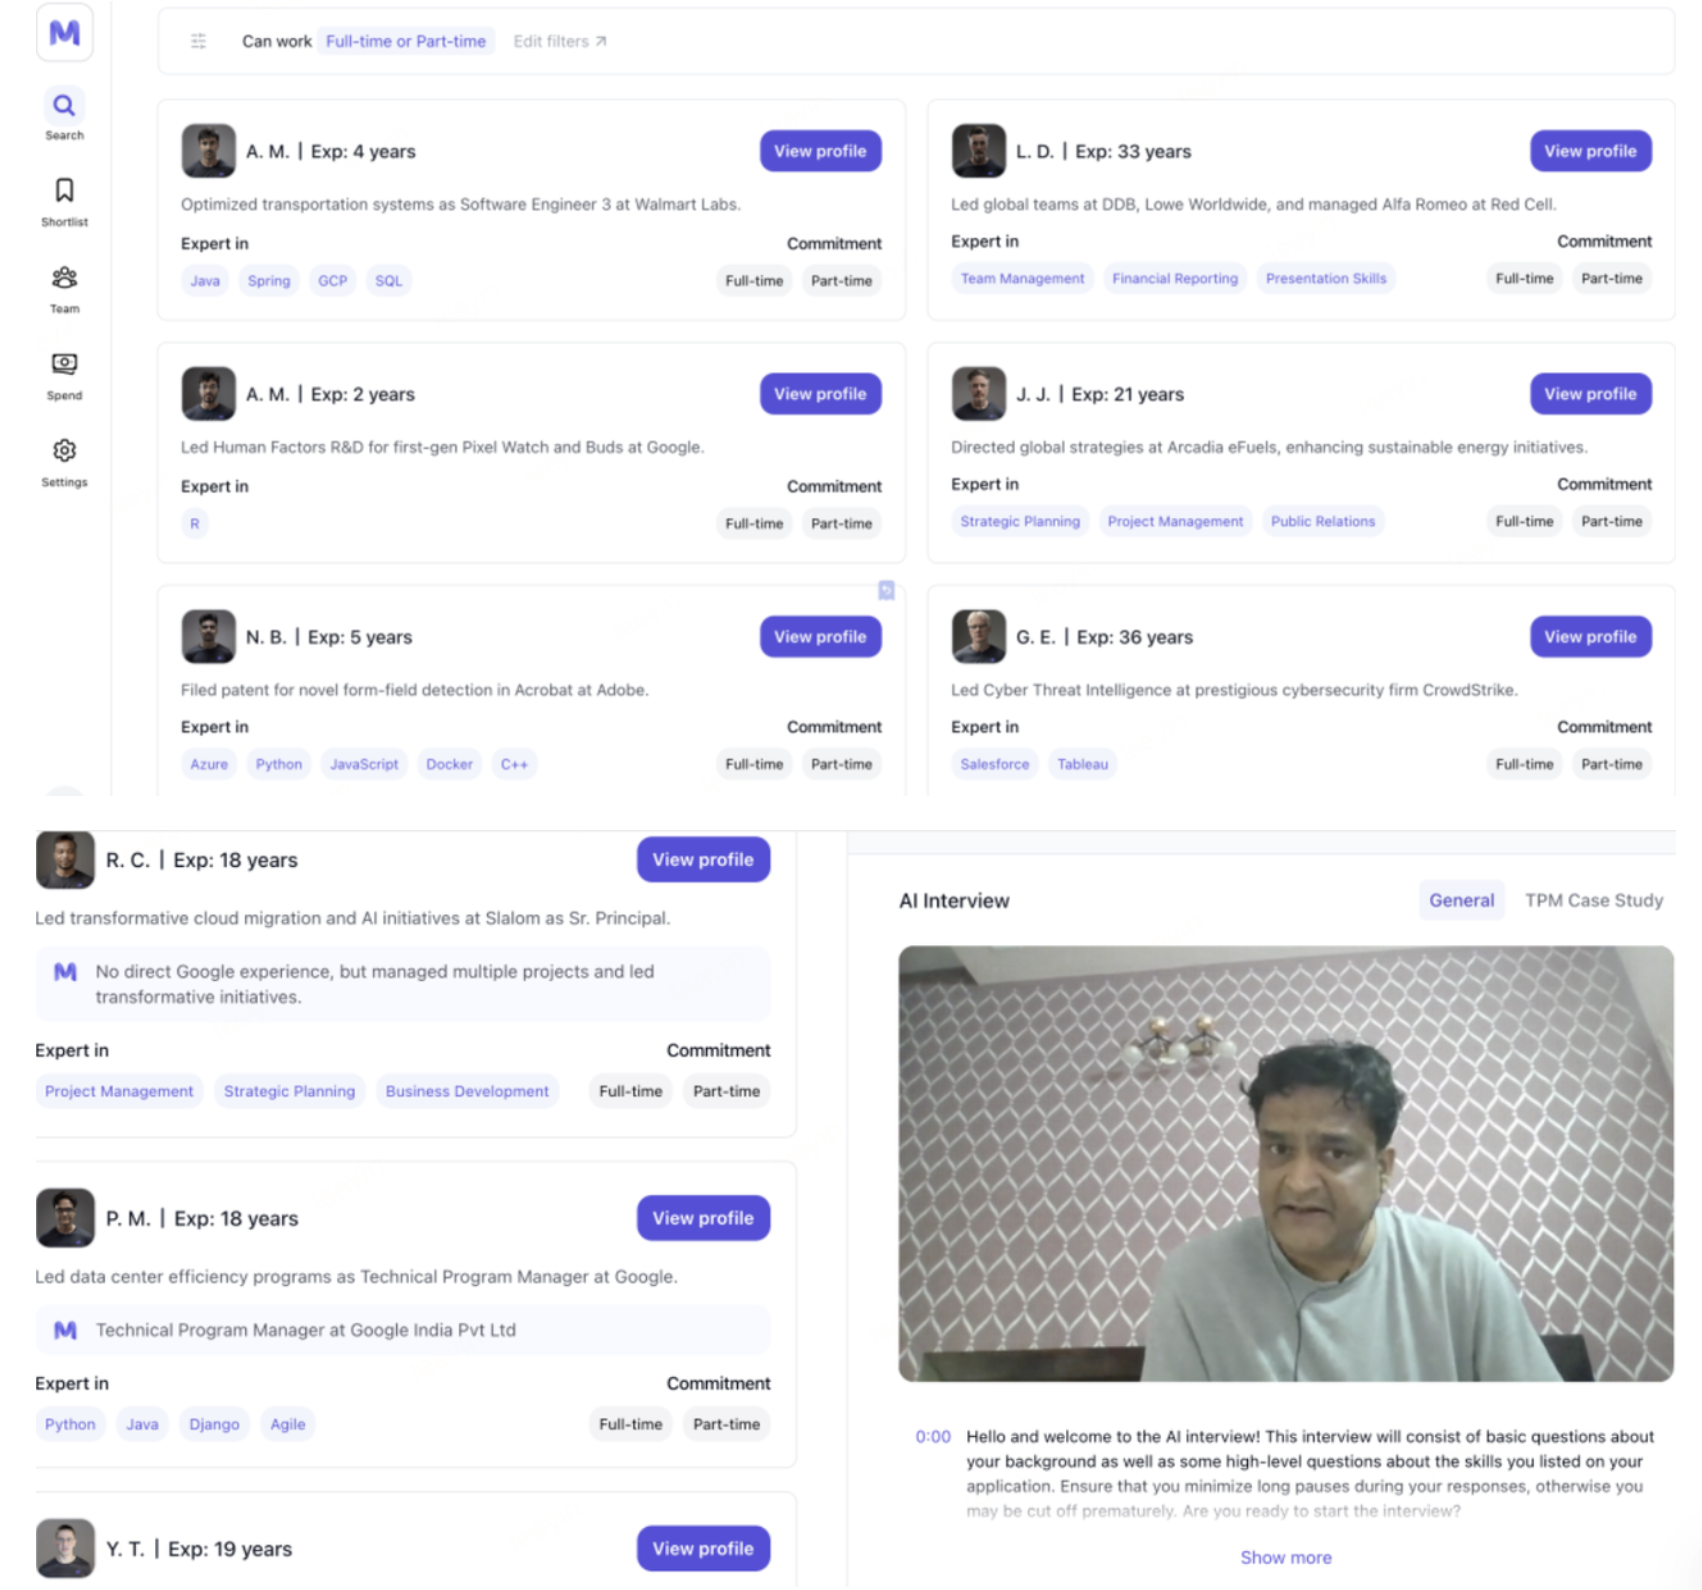 Can work Full-time or Part-time Edit filters
Search
Shortlist
Team
Spend
Settings
A. M. | Exp: 4 years
View profile
Optimized transportation systems as Software Engineer 3 at Walmart Labs.
Expert in
Commitment
Java Spring GCP SQL
Full-time Part-time
L. D. | Exp: 33 years
View profile
Led global teams at DDB, Lowe Worldwide, and managed Alfa Romeo at Red Cell.
Expert in
Commitment
Team Management Financial Reporting Presentation Skills
Full-time Part-time
A. M. | Exp: 2 years
View profile
Led Human Factors R&D for first-gen Pixel Watch and Buds at Google.
Expert in
Commitment
R
Full-time Part-time
J. J. | Exp: 21 years
View profile
Directed global strategies at Arcadia eFuels, enhancing sustainable energy initiatives.
Expert in
Commitment
Strategic Planning Project Management Public Relations
Full-time Part-time
N. B. | Exp: 5 years
View profile
Filed patent for novel form-field detection in Acrobat at Adobe.
Expert in
Commitment
Azure Python JavaScript Docker C++
Full-time Part-time
G. E. | Exp: 36 years
View profile
Led Cyber Threat Intelligence at prestigious cybersecurity firm CrowdStrike.
Expert in
Commitment
Salesforce Tableau
Full-time Part-time
R. C. | Exp: 18 years
View profile
Led transformative cloud migration and AI initiatives at Slalom as Sr. Principal.
No direct Google experience, but managed multiple projects and led
transformative initiatives.
Expert in
Commitment
Project Management Strategic Planning Business Development
Full-time Part-time
P. M. | Exp: 18 years
View profile
Led data center efficiency programs as Technical Program Manager at Google.
Technical Program Manager at Google India Pvt Ltd
Expert in
Commitment
Python Java Django Agile
Full-time Part-time
Y. T. | Exp: 19 years
View profile
AI Interview
General TPM Case Study
0:00 Hello and welcome to the AI interview! This interview will consist of basic questions about
your background as well as some high-level questions about the skills you listed on your
application. Ensure that you minimize long pauses during your responses, otherwise you
may be cut off prematurely. Are you ready to start the interview?
Show more